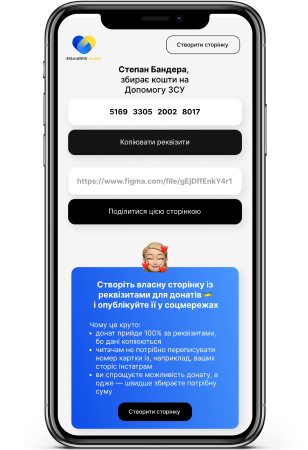 Створити сторінку
#StandWithUkraine
Степан Бандера,
збирає кошти на
Допомогу ЗСУ
5169 3305 2002 8017
Копіювати реквізити
https://www.figma.com/file/gEjDffEnkY4r1
Поділитися цією сторінкою
Створіть власну сторінку із
реквізитами для донатів
і опублікуйте її у соцмережах
Чому це круто:
• донат прийде 100% за реквізитами,
бо дані копіюються
• читачам не потрібно переписувати
номер картки із, наприклад, ваших
сторіс інстаграм
• ви спрощуєте можливість донату, а
одже — швидше збираєте потрібну
суму
Створити сторінку